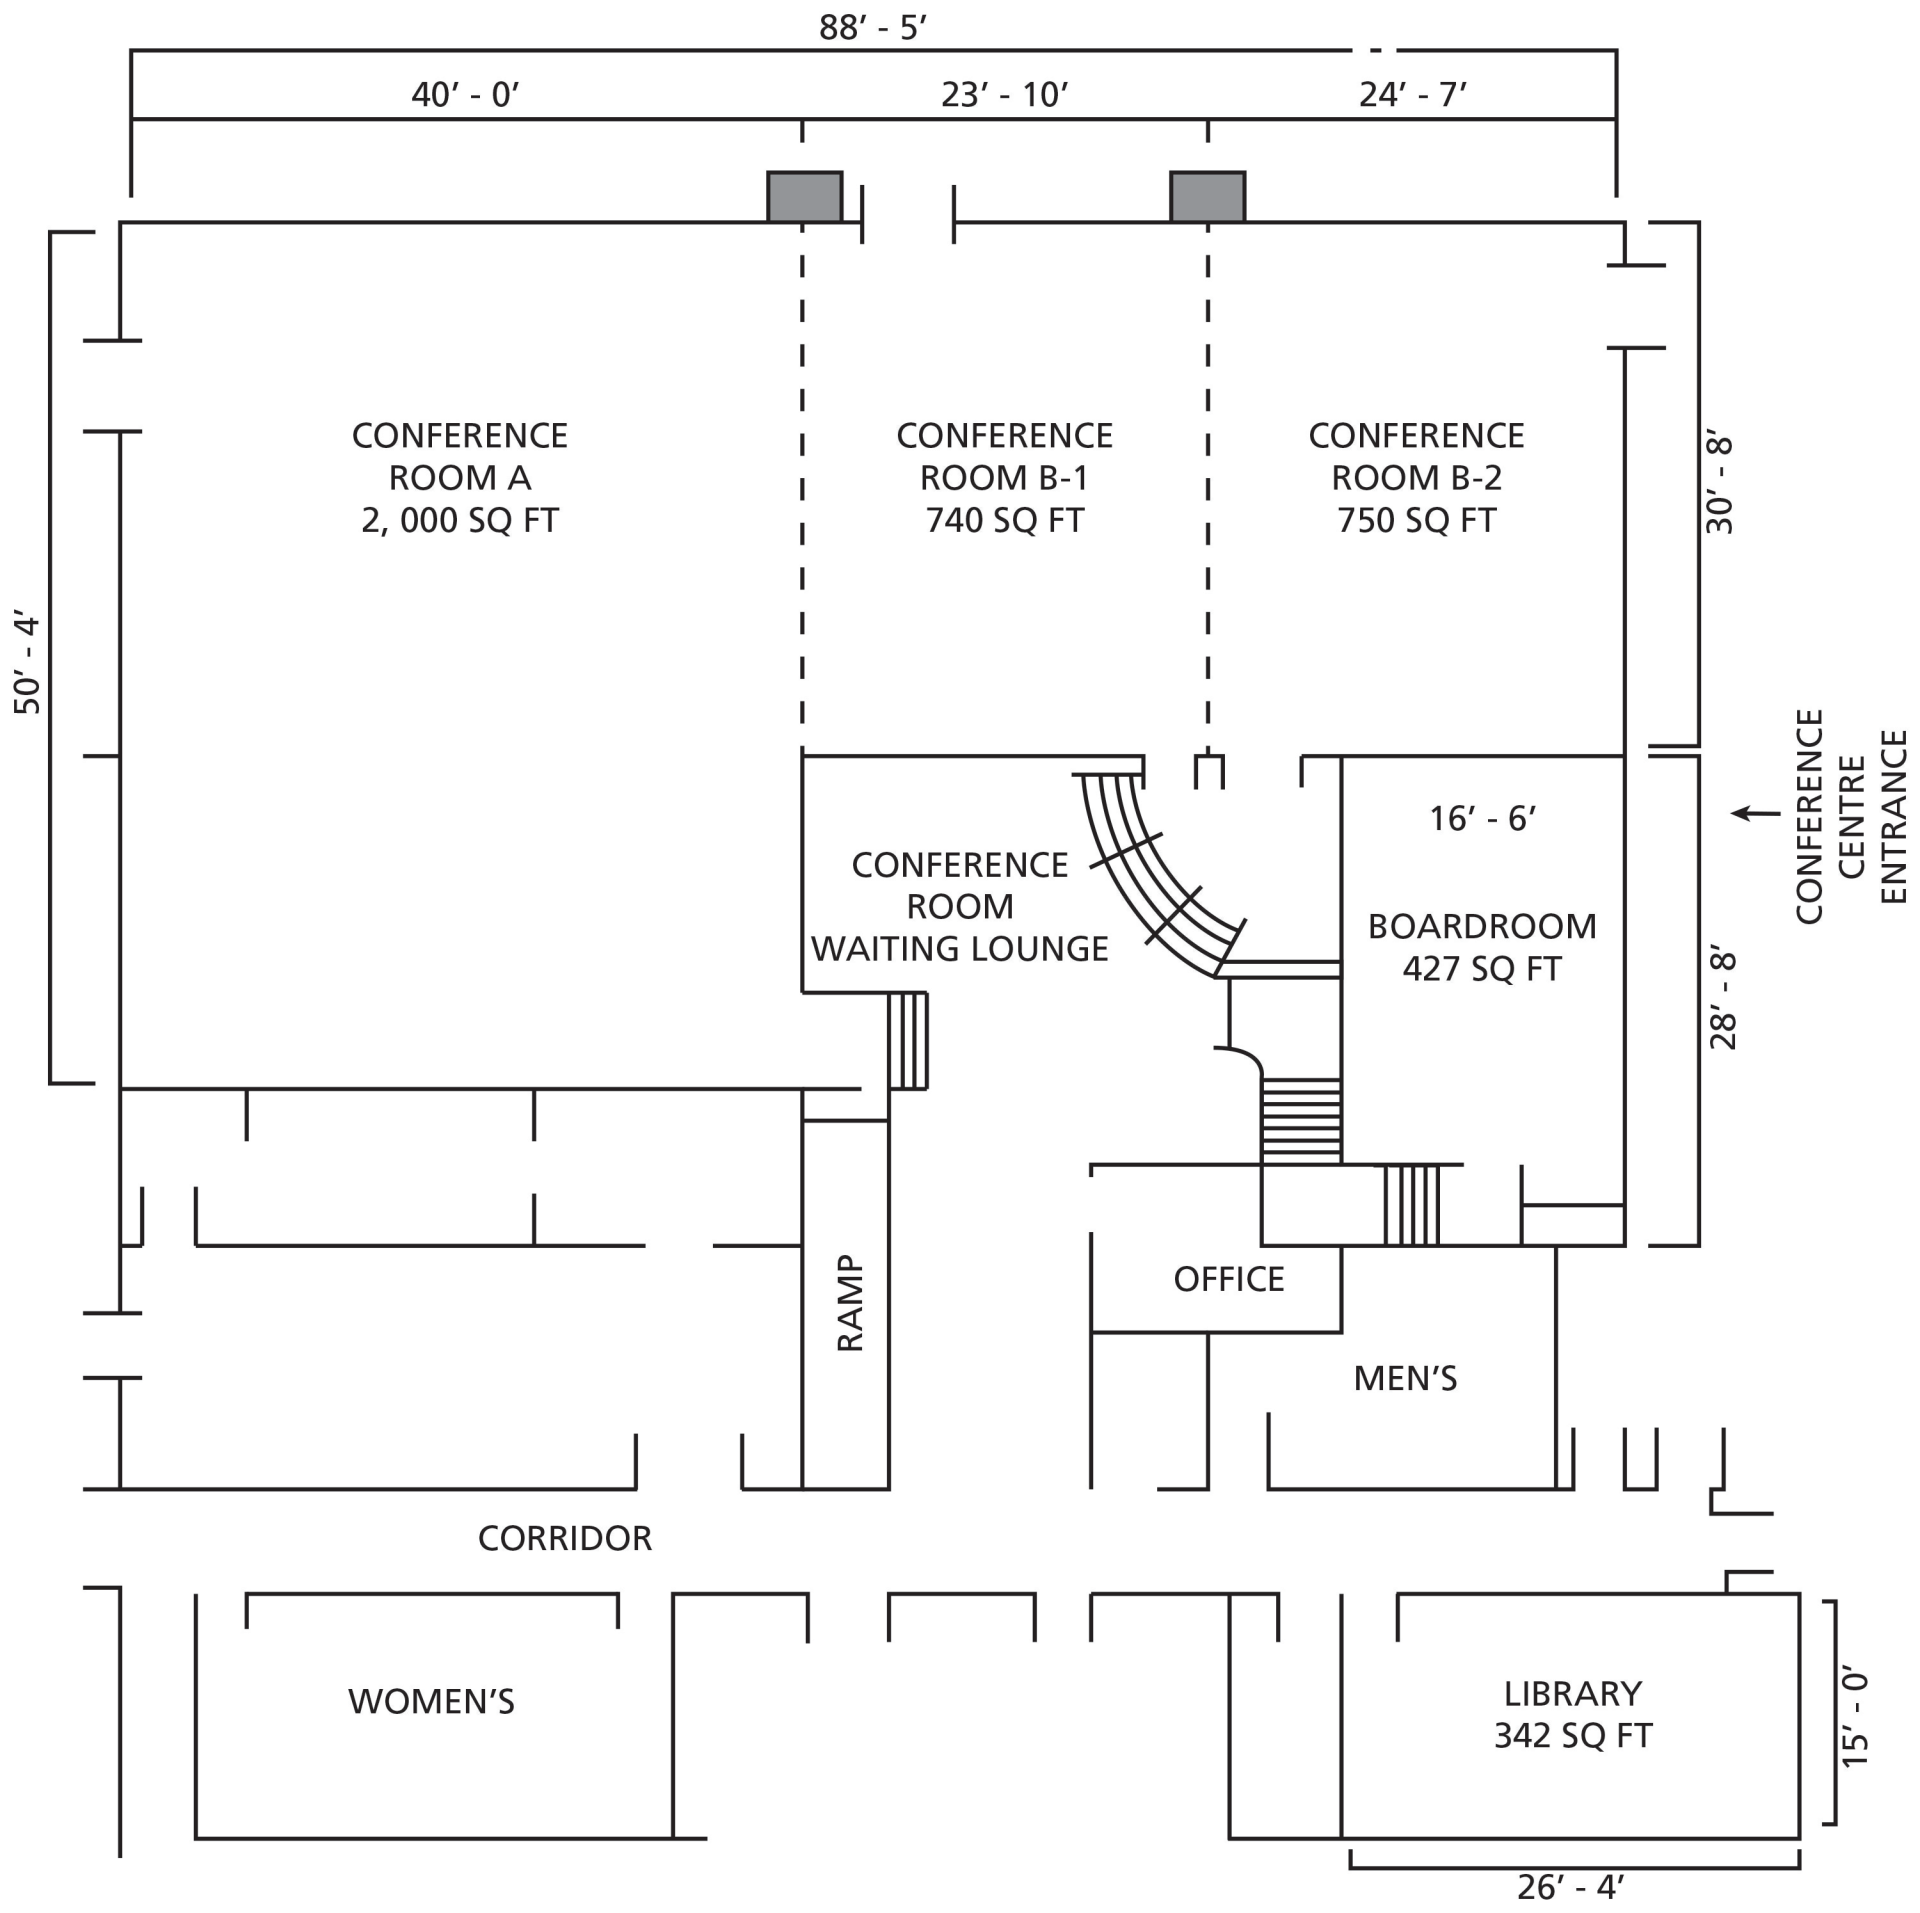 88’ - 5’
40’ - 0’
23’ - 10’
24’ - 7’
CONFERENCE
ROOM A
2, 000 SQ FT
CONFERENCE
ROOM B-1
740 SQ FT
CONFERENCE
ROOM B-2
750 SQ FT
30’ - 8’
50’ - 4’
CONFERENCE
CENTRE
ENTRANCE
16’ - 6’
CONFERENCE
ROOM
WAITING LOUNGE
BOARDROOM
427 SQ FT
28’ - 8’
RAMP
OFFICE
MEN’S
CORRIDOR
WOMEN’S
LIBRARY
342 SQ FT
15’ - 0’
26’ - 4’